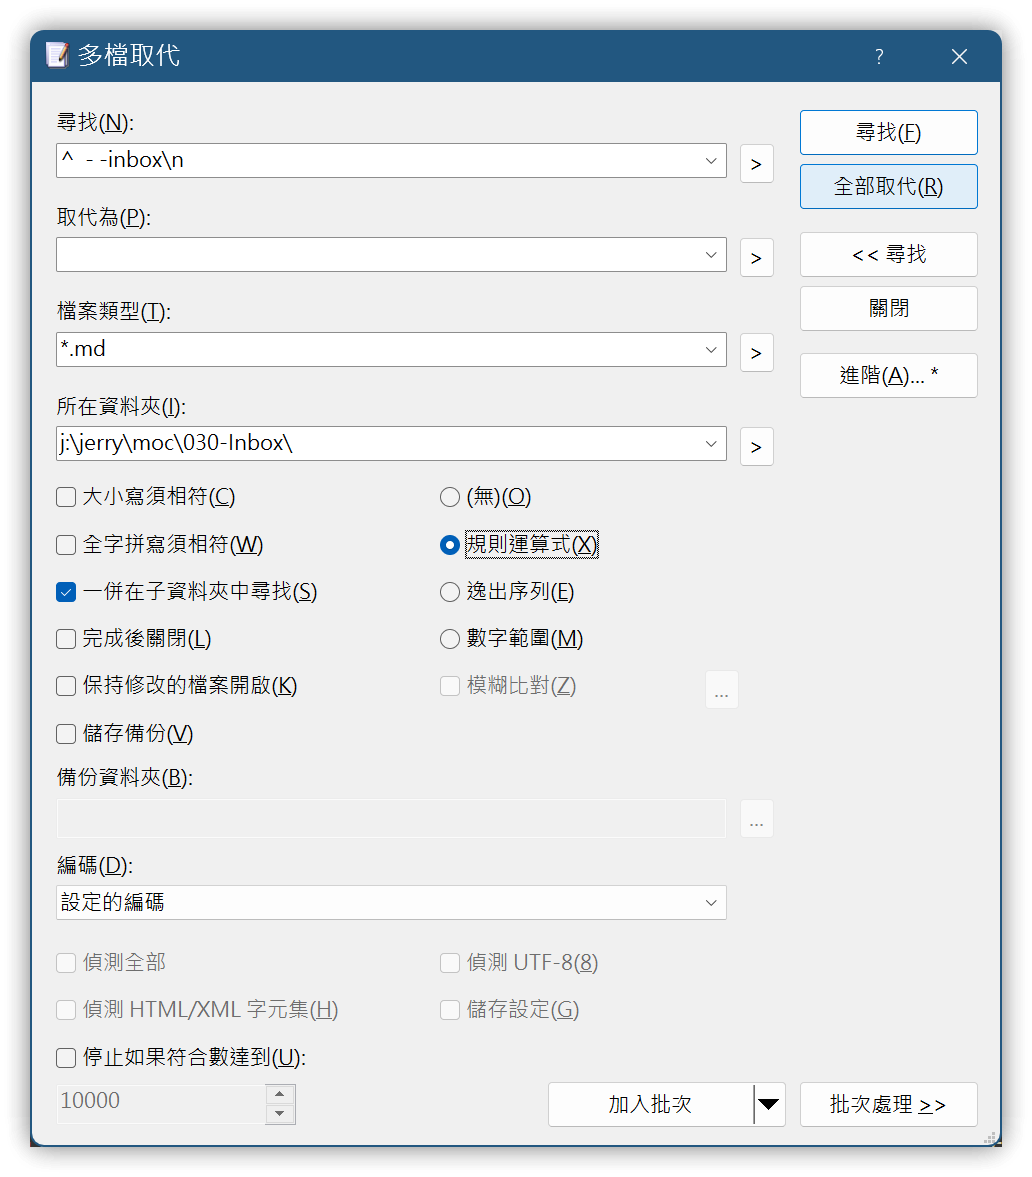 多檔取代
?
尋找(N):
^  - -inbox\n
>
尋找(F)
全部取代(R)
取代為(P):
>
<< 尋找
檔案類型(T):
*.md
>
關閉
進階(A)... *
所在資料夾(I):
j:\jerry\moc\030-Inbox\
>
大小寫須相符(C)
(無)(O)
全字拼寫須相符(W)
規則運算式(X)
一併在子資料夾中尋找(S)
逸出序列(E)
完成後關閉(L)
數字範圍(M)
保持修改的檔案開啟(K)
模糊比對(Z)
...
儲存備份(V)
備份資料夾(B):
...
編碼(D):
設定的編碼
偵測全部
偵測 UTF-8(8)
偵測 HTML/XML 字元集(H)
儲存設定(G)
停止如果符合數達到(U):
10000
加入批次
批次處理 >>